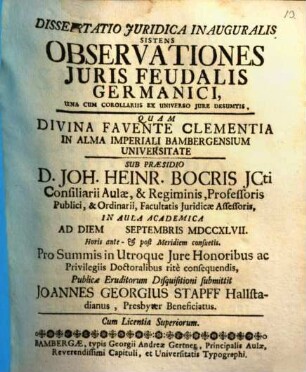 DISSERTATIO JURIDICA INAUGURALIS
SISTENS
OBSERVATIONES
JURIS FEUDALIS
GERMANICI,
UNA CUM COROLLARIIS EX UNIVERSO JURE DESUMTIS,
QUAM
DIVINA FAVENTE CLEMENTIA
IN ALMA IMPERIALI BAMBERGENSIUM
UNIVERSITATE
SUB PRÆSIDIO
D. JOH. HEINR. BOCRIS JCti
Consiliarii Aulæ, & Regiminis, Professoris
Publici, & Ordinarii, Facultatis Juridicæ Assessoris,
IN AULA ACADEMICA
AD DIEM SEPTEMBRIS MDCCXLVII.
Horis ante- & post Meridiem consuetis.
Pro Summis in Utroque Jure Honoribus ac
Privilegiis Doctoralibus ritè consequendis,
Publicæ Eruditorum Disquisitioni submittit
JOANNES GEORGIUS STAPFF Hallsta-
dianus, Presbyter Beneficiatus.
Cum Licentia Superiorum.
BAMBERGÆ, typis Georgii Andreæ Gertner, Principalis Aulæ,
Reverendissimi Capituli, et Universitatis Typographi.